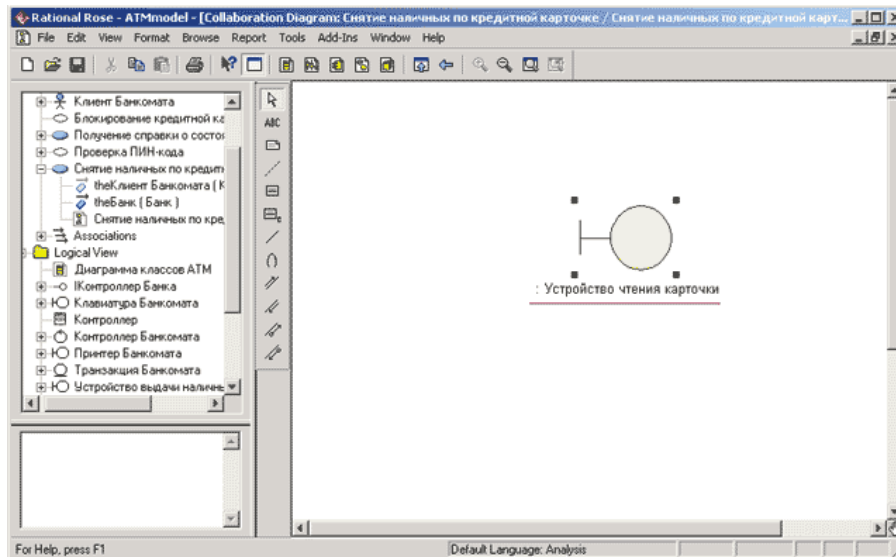 Rational Rose - ATMmodel - [Collaboration Diagram: Снятие наличных по кредитной карточке / Снятие наличных по кредитной карт...
File Edit View Format Browse Report Tools Add-Ins Window Help
Клиент Банкомата
Блокирование кредитной ка
Получение справки о состоя
Проверка ПИН-кода
Снятие наличных по кредитн
theКлиент Банкомата ( К
theБанк ( Банк )
Снятие наличных по кре,
Associations
Logical View
Диаграмма классов АТМ
IКонтроллер Банка
Клавиатура Банкомата
Контроллер
Контроллер Банкомата
Принтер Банкомата
Транзакция Банкомата
Устройство выдачи наличны
ABC
: Устройство чтения карточки
For Help, press F1
Default Language: Analysis